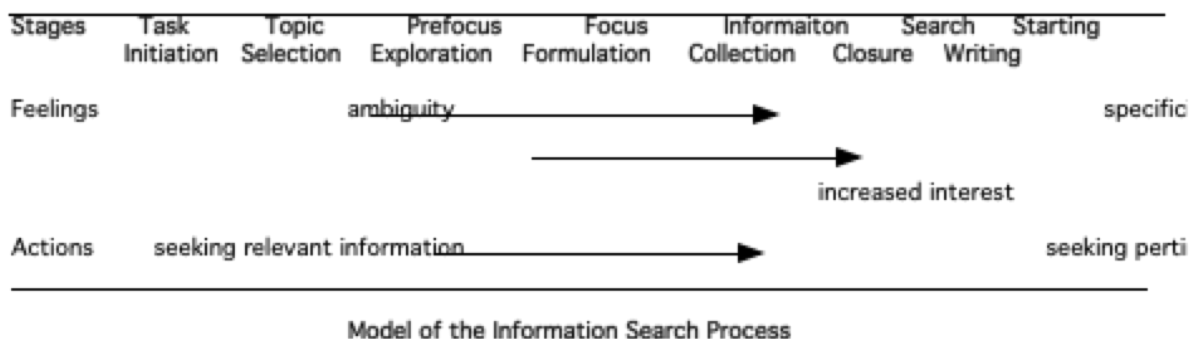 Stages Task Topic Prefocus Focus Informaiton Search Starting
Initiation Selection Exploration Formulation Collection Closure Writing
Feelings ambiguity specific
increased interest
Actions seeking relevant information seeking perti
Model of the Information Search Process